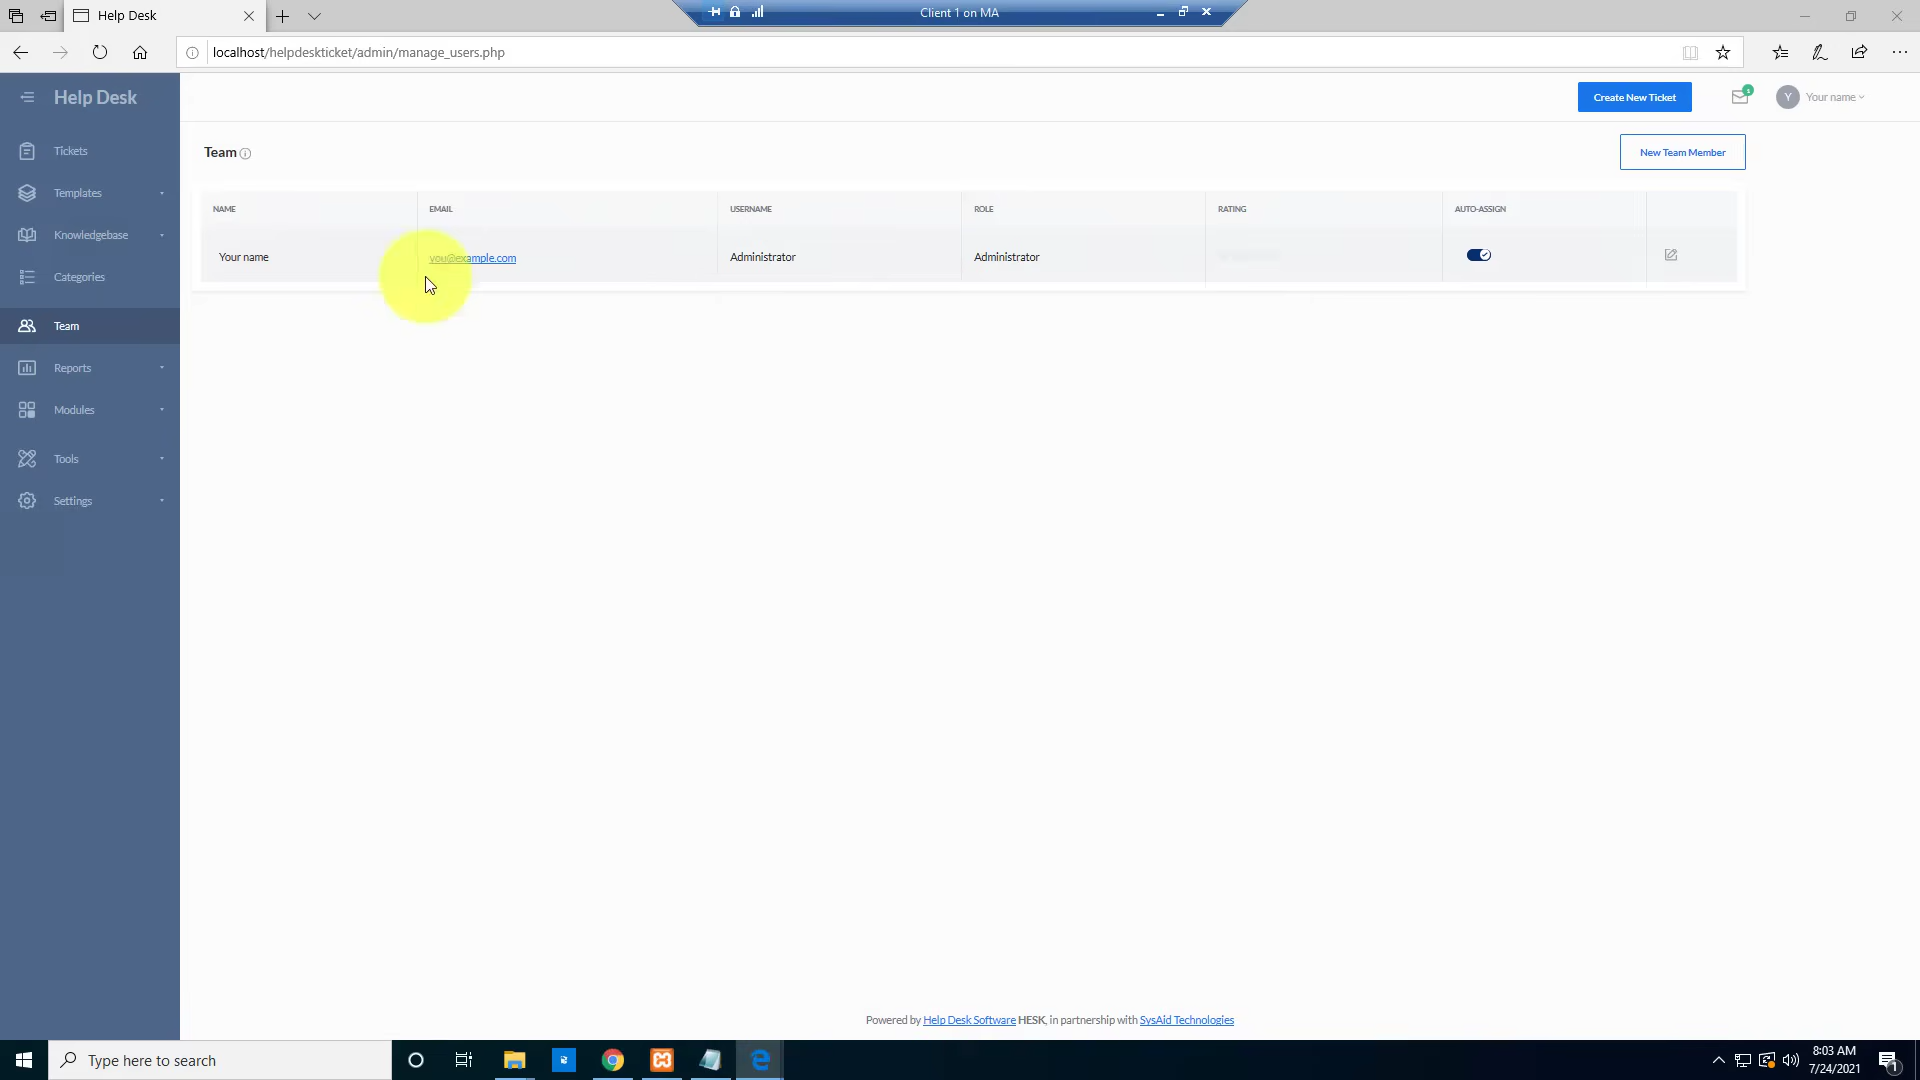 Help Desk
Client 1 on MA
localhost/helpdeskticket/admin/manage_users.php
Help Desk
Create New Ticket
1
Y
Your name
Tickets
Templates
Knowledgebase
Categories
Team
Reports
Modules
Tools
Settings
Team
New Team Member
NAME EMAIL USERNAME ROLE RATING AUTO-ASSIGN
Your name you@example.com Administrator Administrator
Powered by Help Desk Software HESK, in partnership with SysAid Technologies
Type here to search
8:03 AM
7/24/2021
1